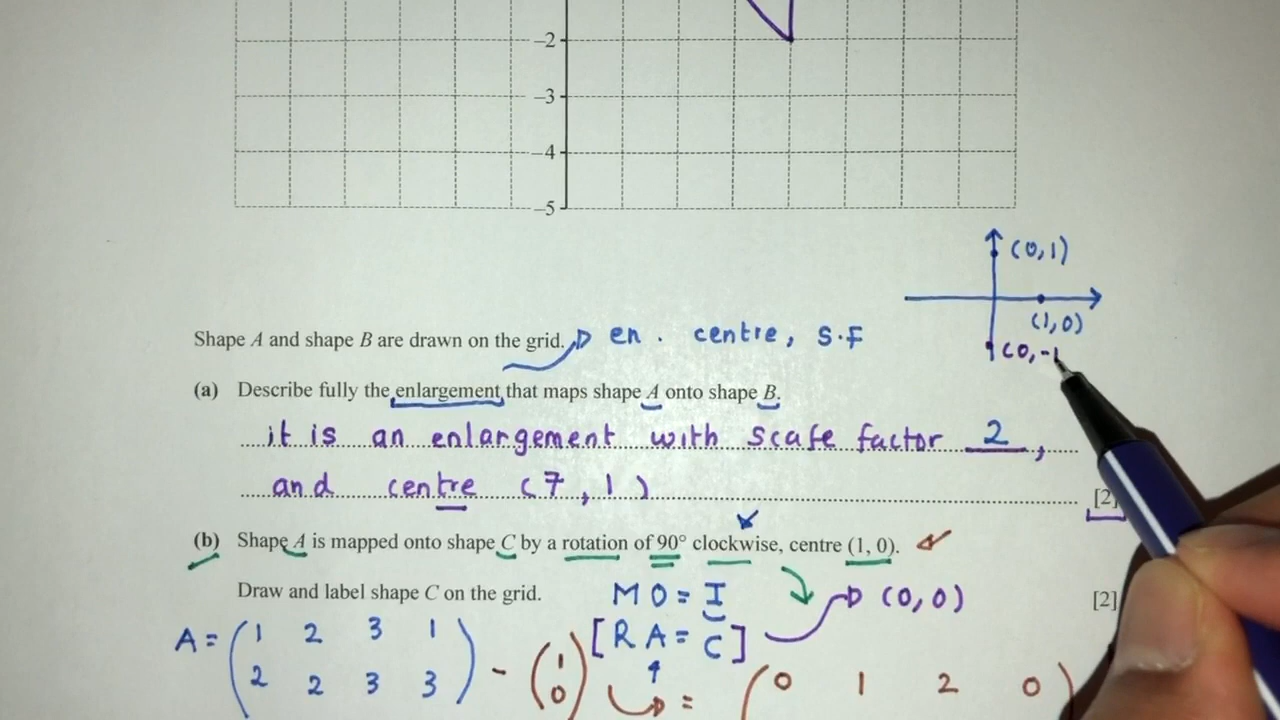 -2
-3
-4
-5
(0,1)
(1,0)
(0,-1
Shape A and shape B are drawn on the grid. en. centre, S.F
(a) Describe fully the enlargement that maps shape A onto shape B.
it is an enlargement with scale factor 2,
and centre (7,1) [2]
(b) Shape A is mapped onto shape C by a rotation of 90° clockwise, centre (1, 0).
Draw and label shape C on the grid. MO = I (0,0) [2]
A = ( 1 2 3 1 ) - ( 1 ) [RA = C]
2 2 3 3 0 = ( 0 1 2 0 )